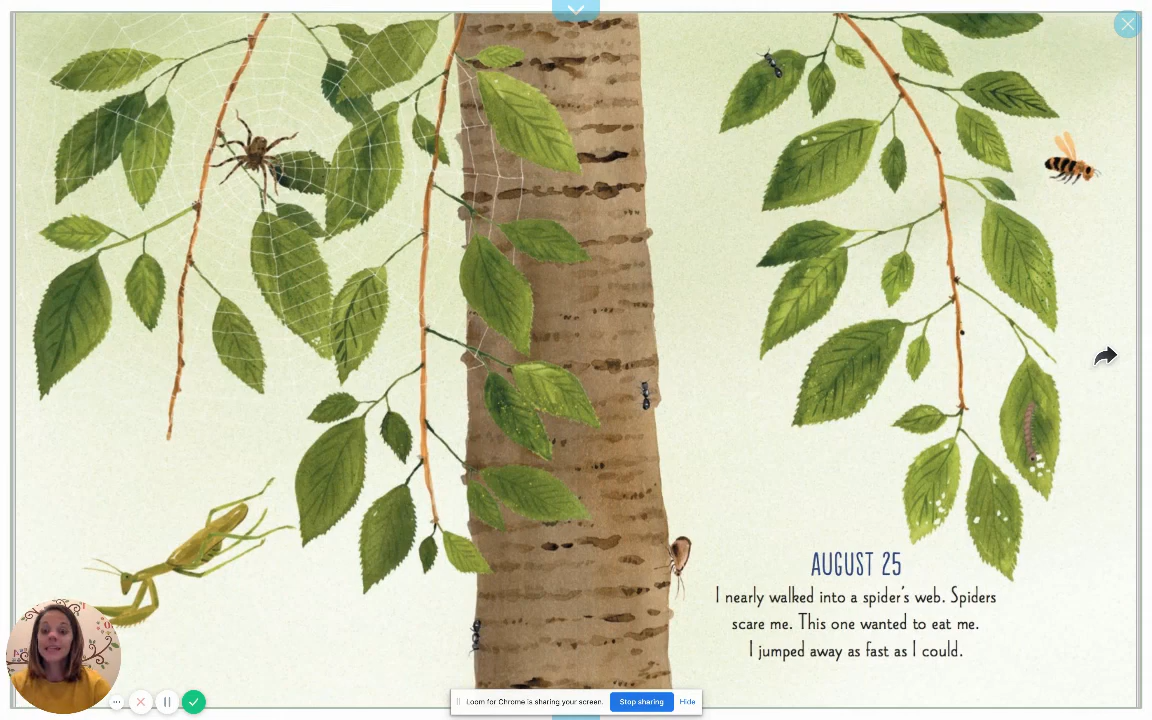 AUGUST 25
I nearly walked into a spider's web. Spiders
scare me. This one wanted to eat me.
I jumped away as fast as I could.
Loom for Chrome is sharing your screen.
Stop sharing
Hide